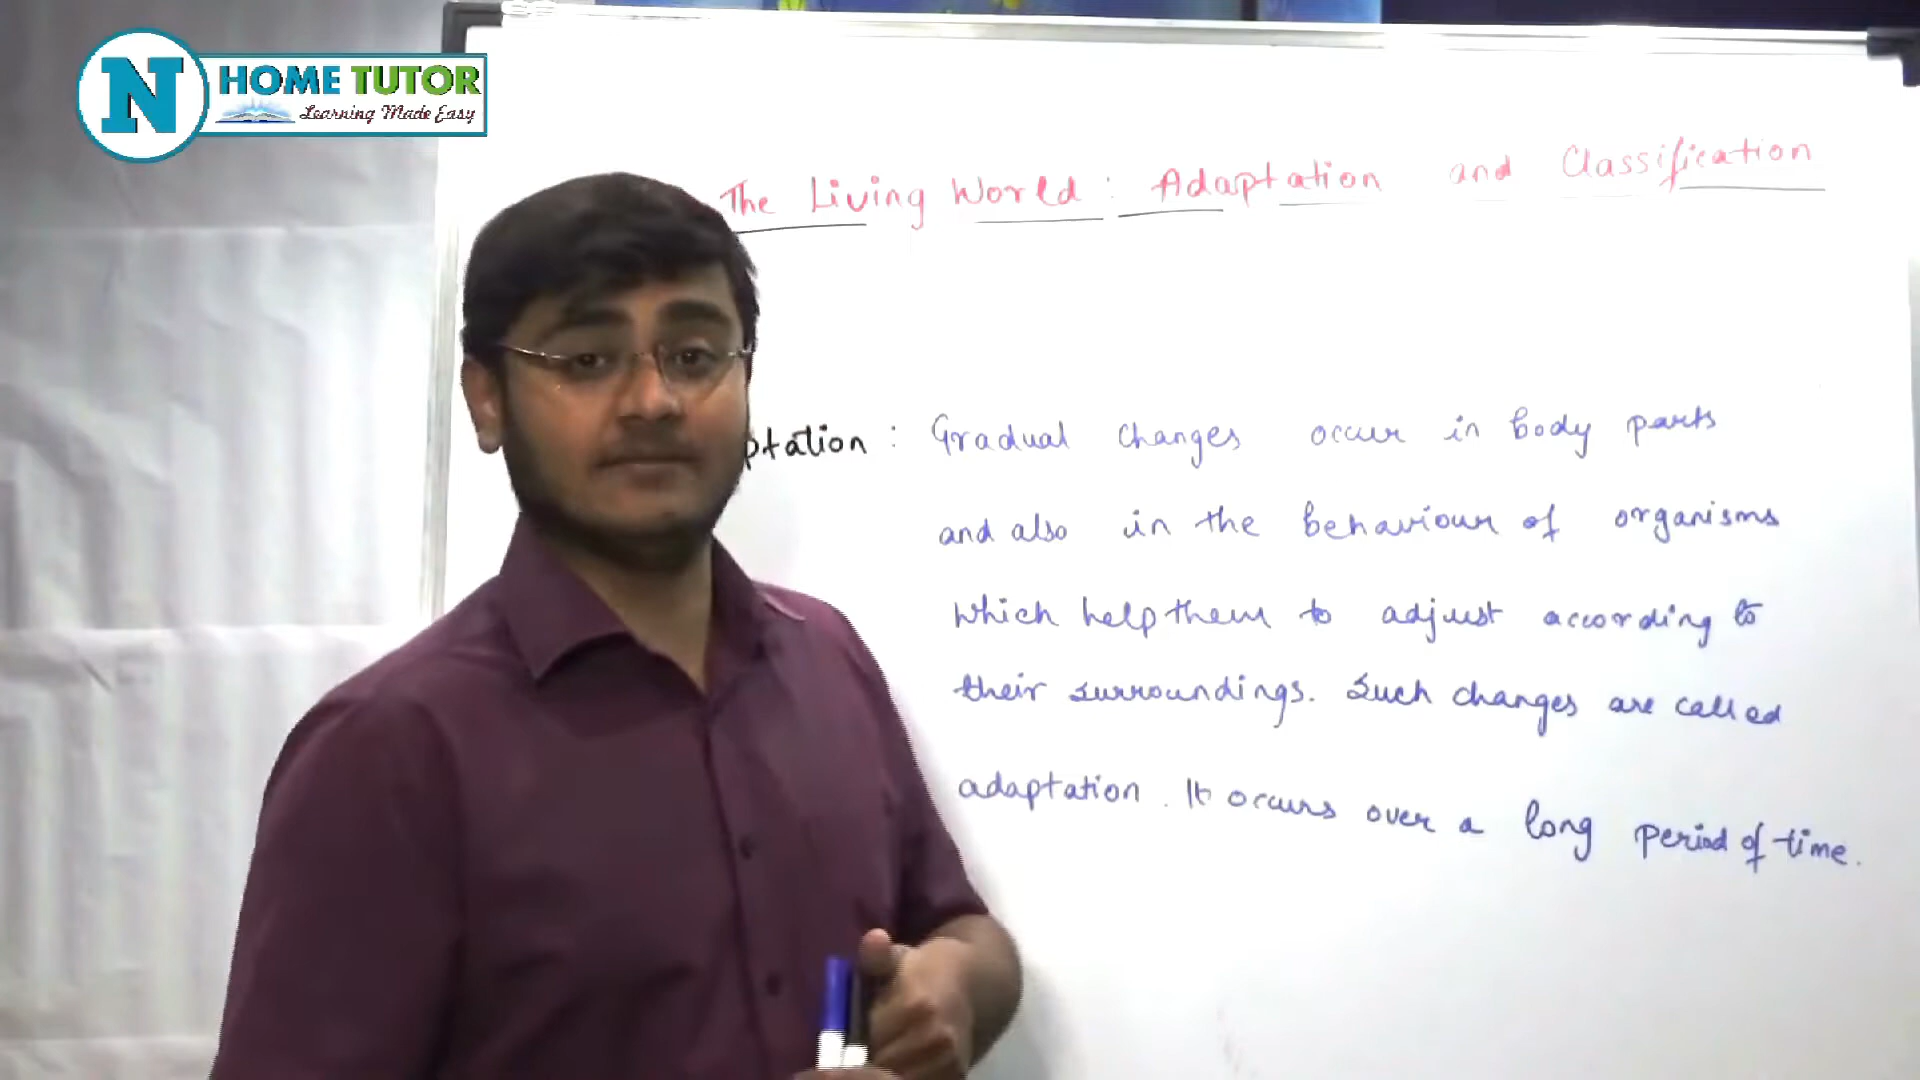 N HOME TUTOR
Learning Made Easy
The Living World : Adaptation and Classification
ptation : Gradual changes occur in body parts
and also in the behaviour of organisms
which help them to adjust according to
their surroundings. Such changes are called
adaptation. It occurs over a long period of time.